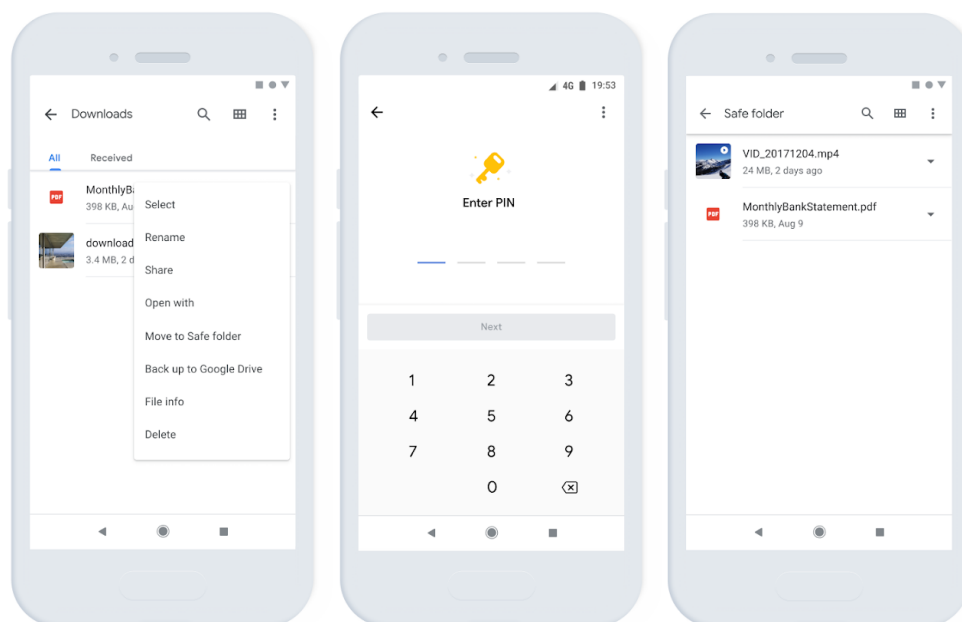 Downloads
All Received
PDF
MonthlyBa
398 KB, Au
download
3.4 MB, 2 d
Select
Rename
Share
Open with
Move to Safe folder
Back up to Google Drive
File info
Delete
4G 19:53
Enter PIN
Next
1 2 3
4 5 6
7 8 9
0
Safe folder
VID_20171204.mp4
24 MB, 2 days ago
PDF
MonthlyBankStatement.pdf
398 KB, Aug 9